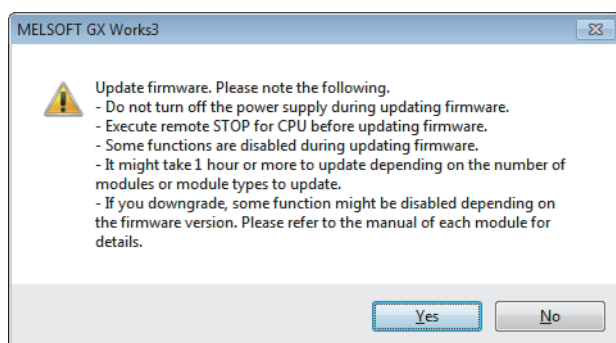 MELSOFT GX Works3
Update firmware. Please note the following.
- Do not turn off the power supply during updating firmware.
- Execute remote STOP for CPU before updating firmware.
- Some functions are disabled during updating firmware.
- It might take 1 hour or more to update depending on the number of
modules or module types to update.
- If you downgrade, some function might be disabled depending on
the firmware version. Please refer to the manual of each module for
details.
Yes
No